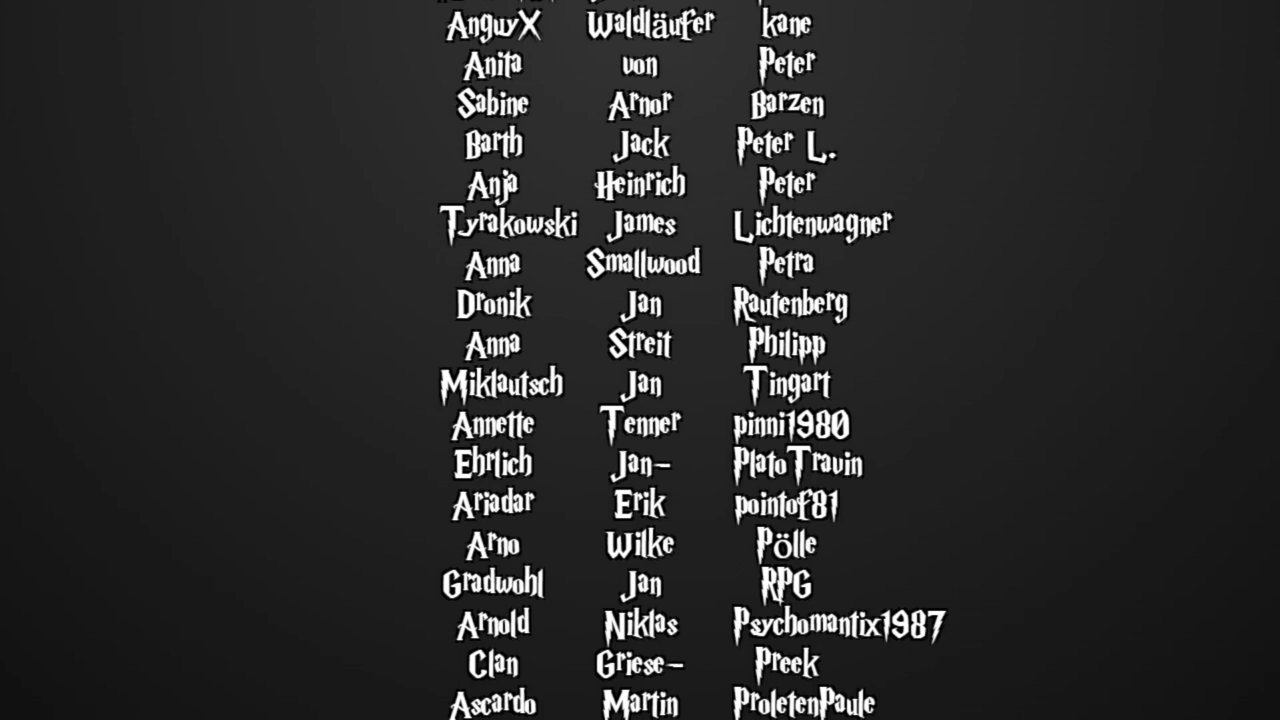 AnguyX Waldläufer kane
Anita von Peter
Sabine Arnor Barzen
Barth Jack Peter L.
Anja Heinrich Peter
Tyrakowski James Lichtenwagner
Anna Smallwood Petra
Dronik Jan Rautenberg
Anna Streit Philipp
Miklautsch Jan Tingart
Annette Tenner pinni1980
Ehrlich Jan- PlatoTravin
Ariadar Erik pointof81
Arno Wilke Pölle
Gradwohl Jan RPG
Arnold Niklas Psychomantix1987
Clan Griese- Preek
Ascardo Martin ProletenPaule